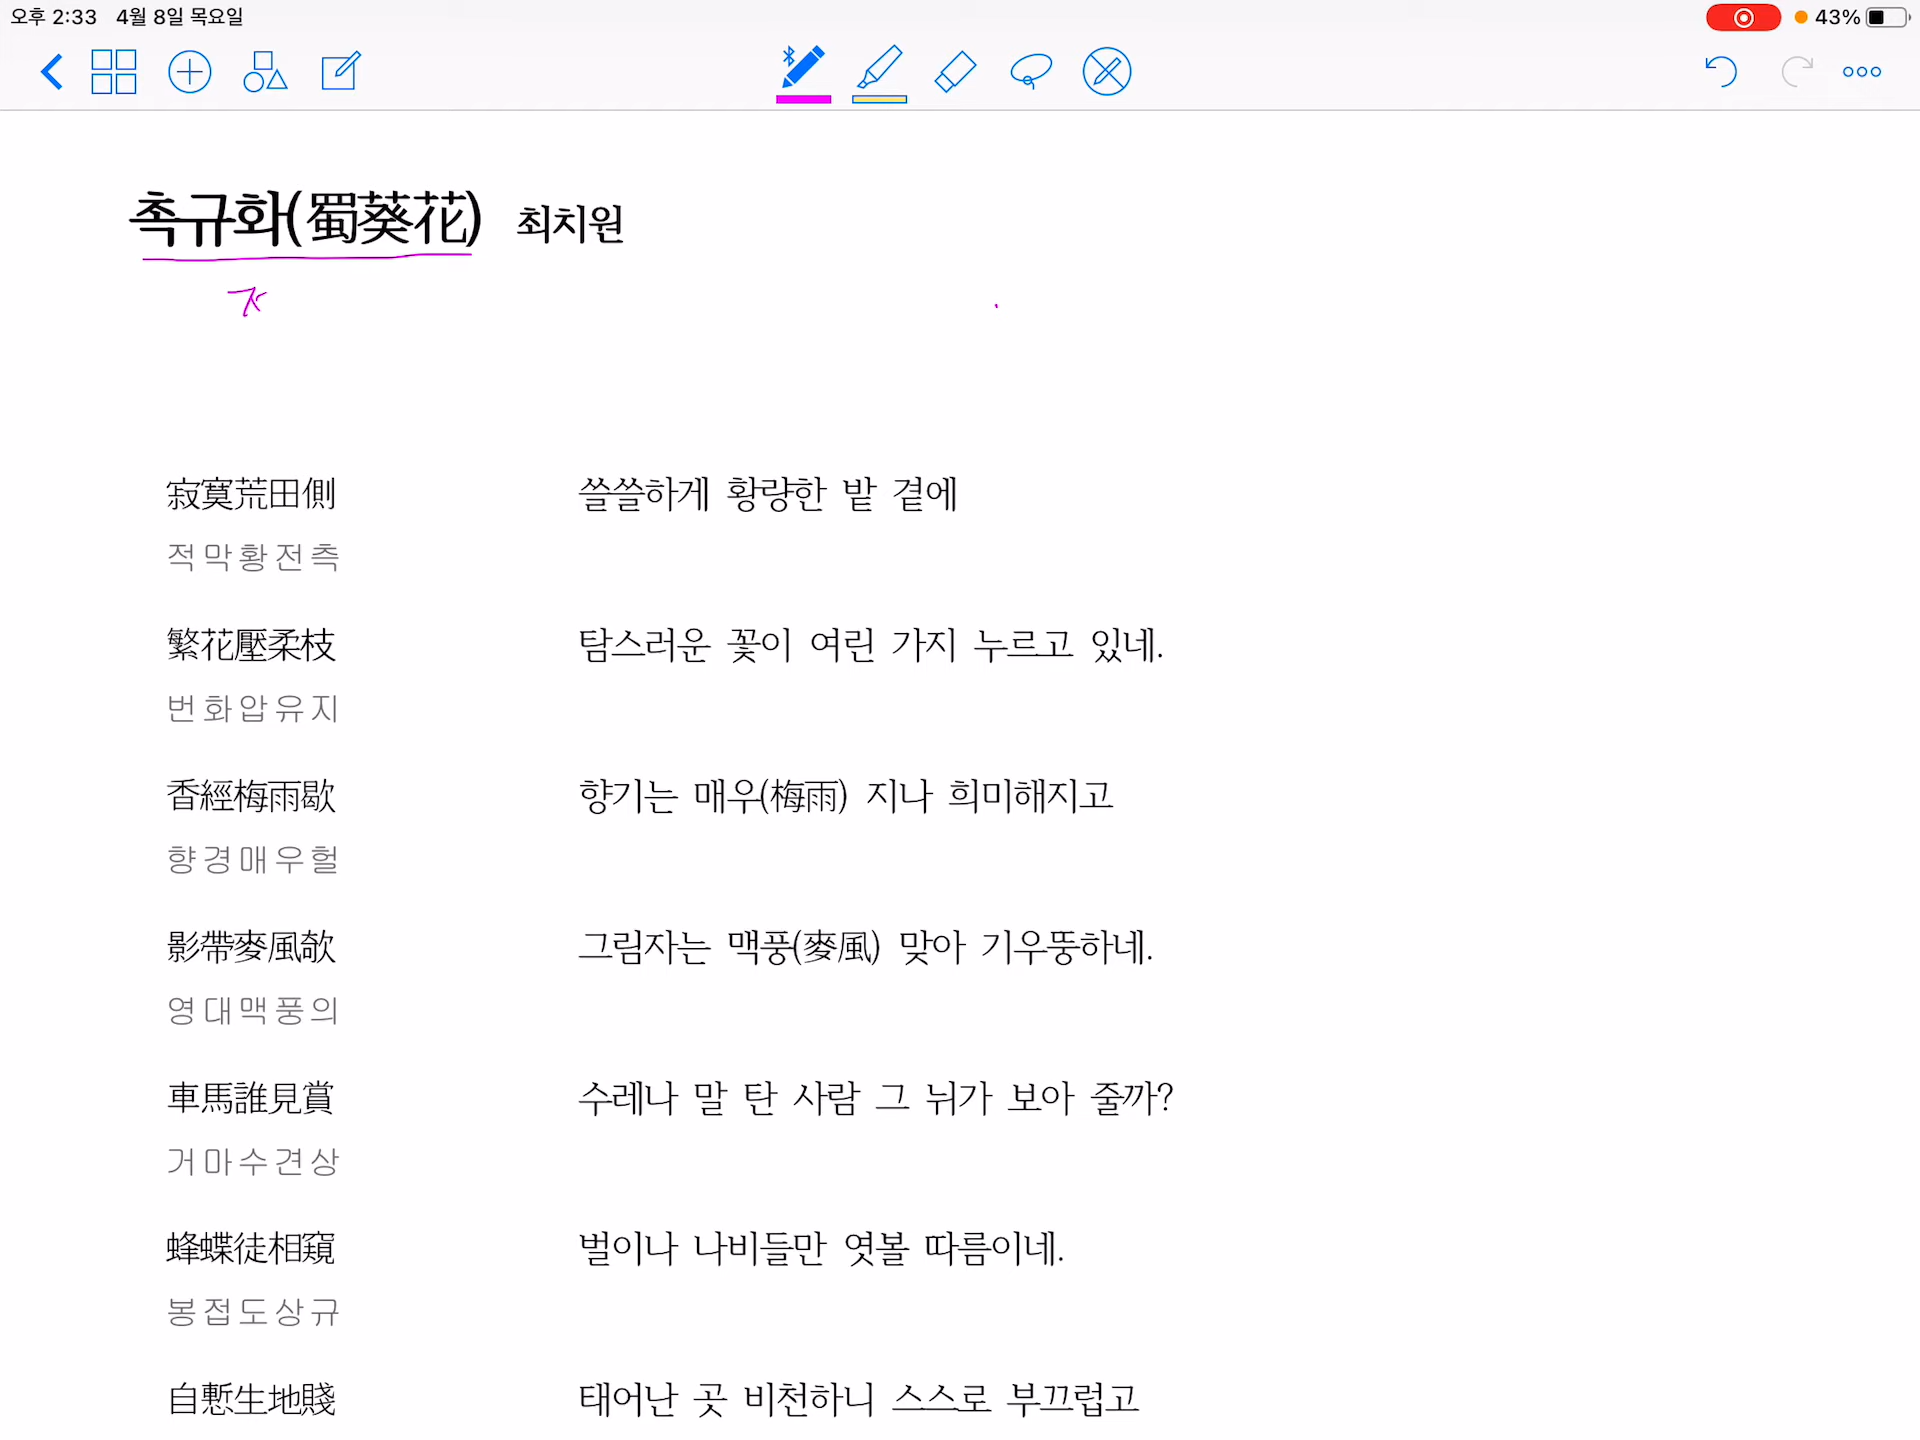 오후 2:33 4월 8일 목요일 43%
촉규화(蜀葵花) 최치원
寂寞荒田側 쓸쓸하게 황량한 밭 곁에
적막황전측
繁花壓柔枝 탐스러운 꽃이 여린 가지 누르고 있네.
번화압유지
香經梅雨歇 향기는 매우(梅雨) 지나 희미해지고
향경매우헐
影帶麥風欹 그림자는 맥풍(麥風) 맞아 기우뚱하네.
영대맥풍의
車馬誰見賞 수레나 말 탄 사람 그 뉘가 보아 줄까?
거마수견상
蜂蝶徒相窺 벌이나 나비들만 엿볼 따름이네.
봉접도상규
自慙生地賤 태어난 곳 비천하니 스스로 부끄럽고